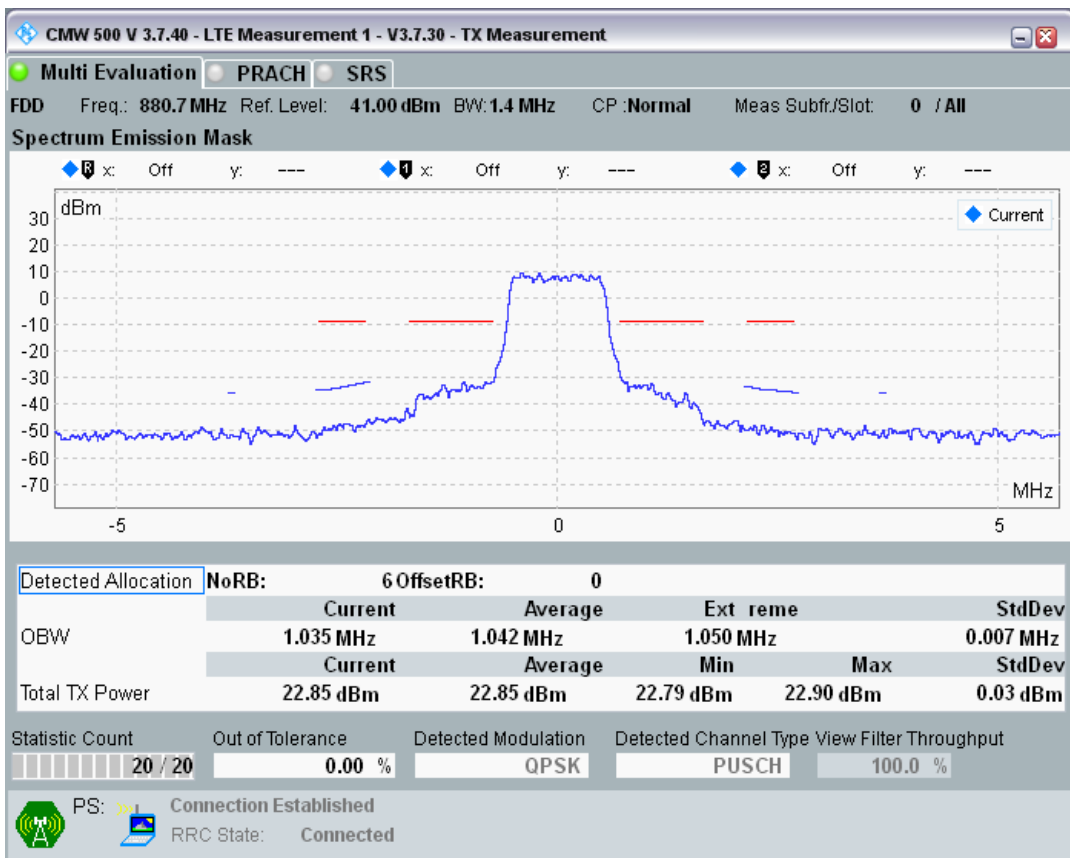 CMW 500 V 3.7.40 - LTE Measurement 1 - V3.7.30 - TX Measurement
Multi Evaluation PRACH SRS
FDD Freq.: 880.7 MHz Ref. Level: 41.00 dBm BW: 1.4 MHz CP :Normal Meas Subfr./Slot: 0 / All
Spectrum Emission Mask
R x: Off y: --- 1 x: Off y: --- 2 x: Off y: ---
dBm
Current
30
20
10
0
-10
-20
-30
-40
-50
-60
-70
MHz
-5 0 5
Detected Allocation NoRB: 6 OffsetRB: 0
Current Average Ext reme StdDev
OBW 1.035 MHz 1.042 MHz 1.050 MHz 0.007 MHz
Current Average Min Max StdDev
Total TX Power 22.85 dBm 22.85 dBm 22.79 dBm 22.90 dBm 0.03 dBm
Statistic Count Out of Tolerance Detected Modulation Detected Channel Type View Filter Throughput
20 / 20 0.00 % QPSK PUSCH 100.0 %
PS: Connection Established
RRC State: Connected